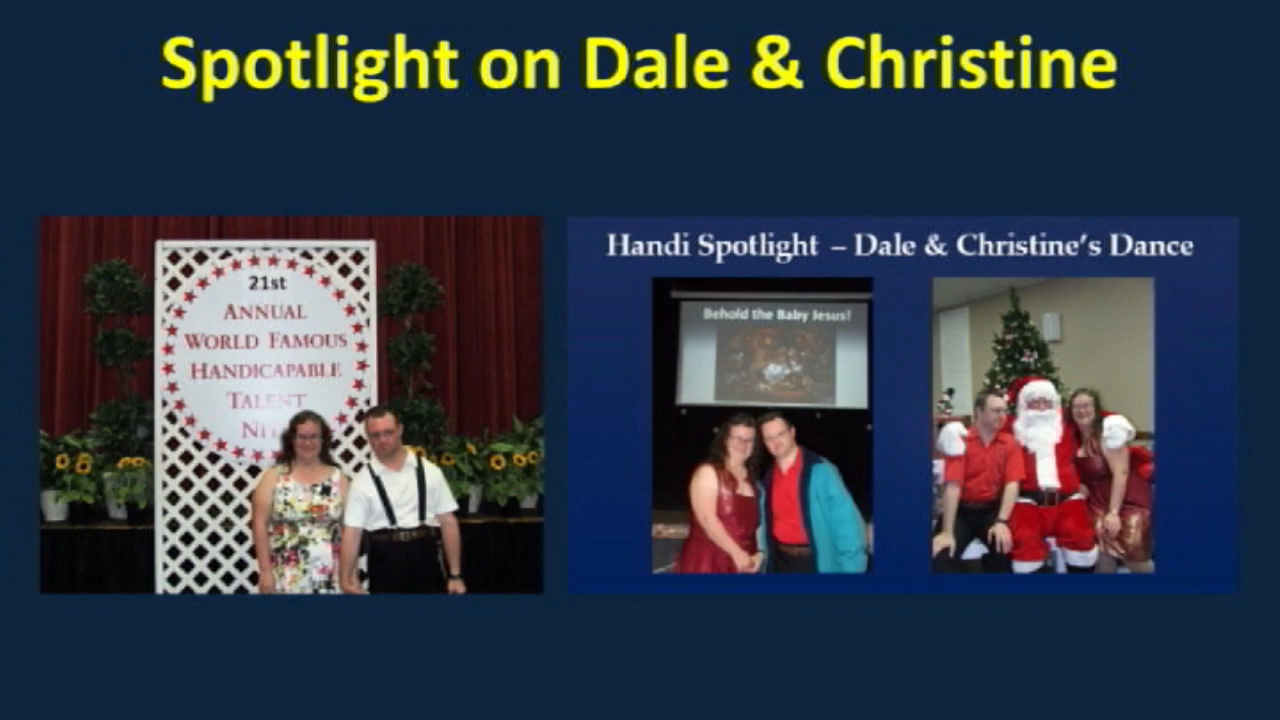 Spotlight on Dale & Christine
21st
ANNUAL
WORLD FAMOUS
HANDICAPABLE
TALENT
Handi Spotlight – Dale & Christine's Dance
Behold the Baby Jesus!